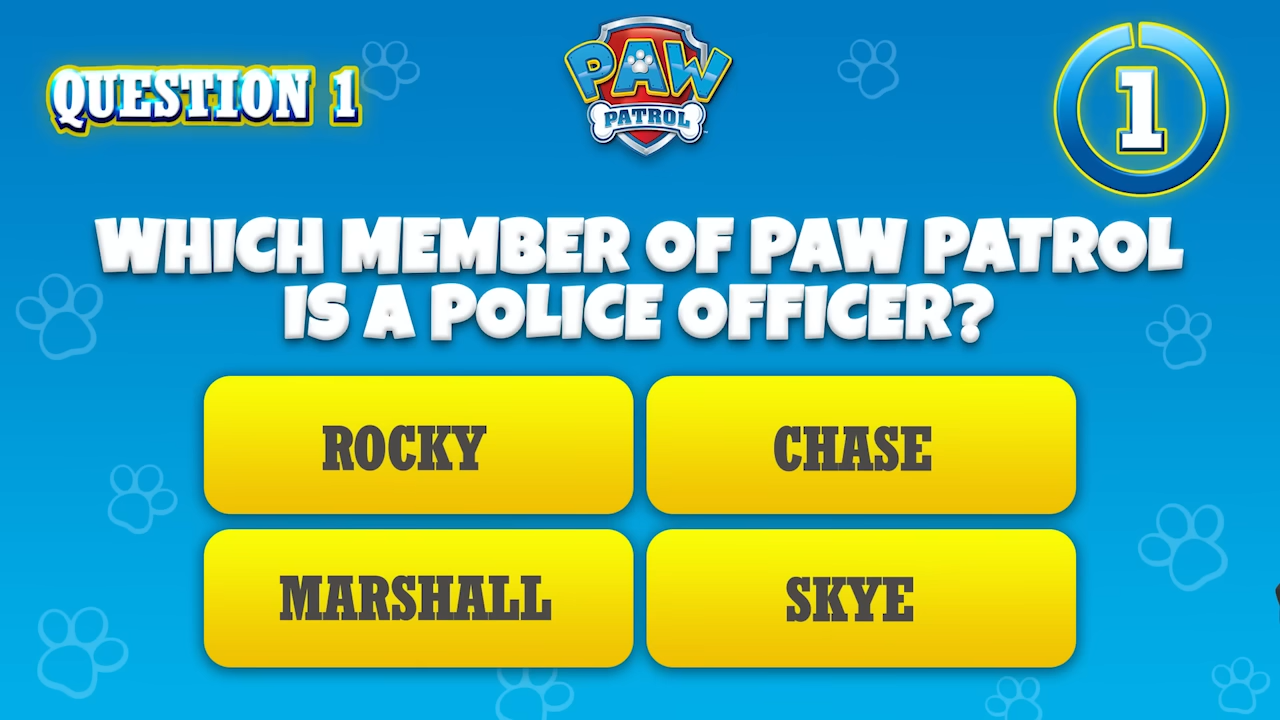 QUESTION 1
PAW
PATROL
1
WHICH MEMBER OF PAW PATROL
IS A POLICE OFFICER?
ROCKY
CHASE
MARSHALL
SKYE